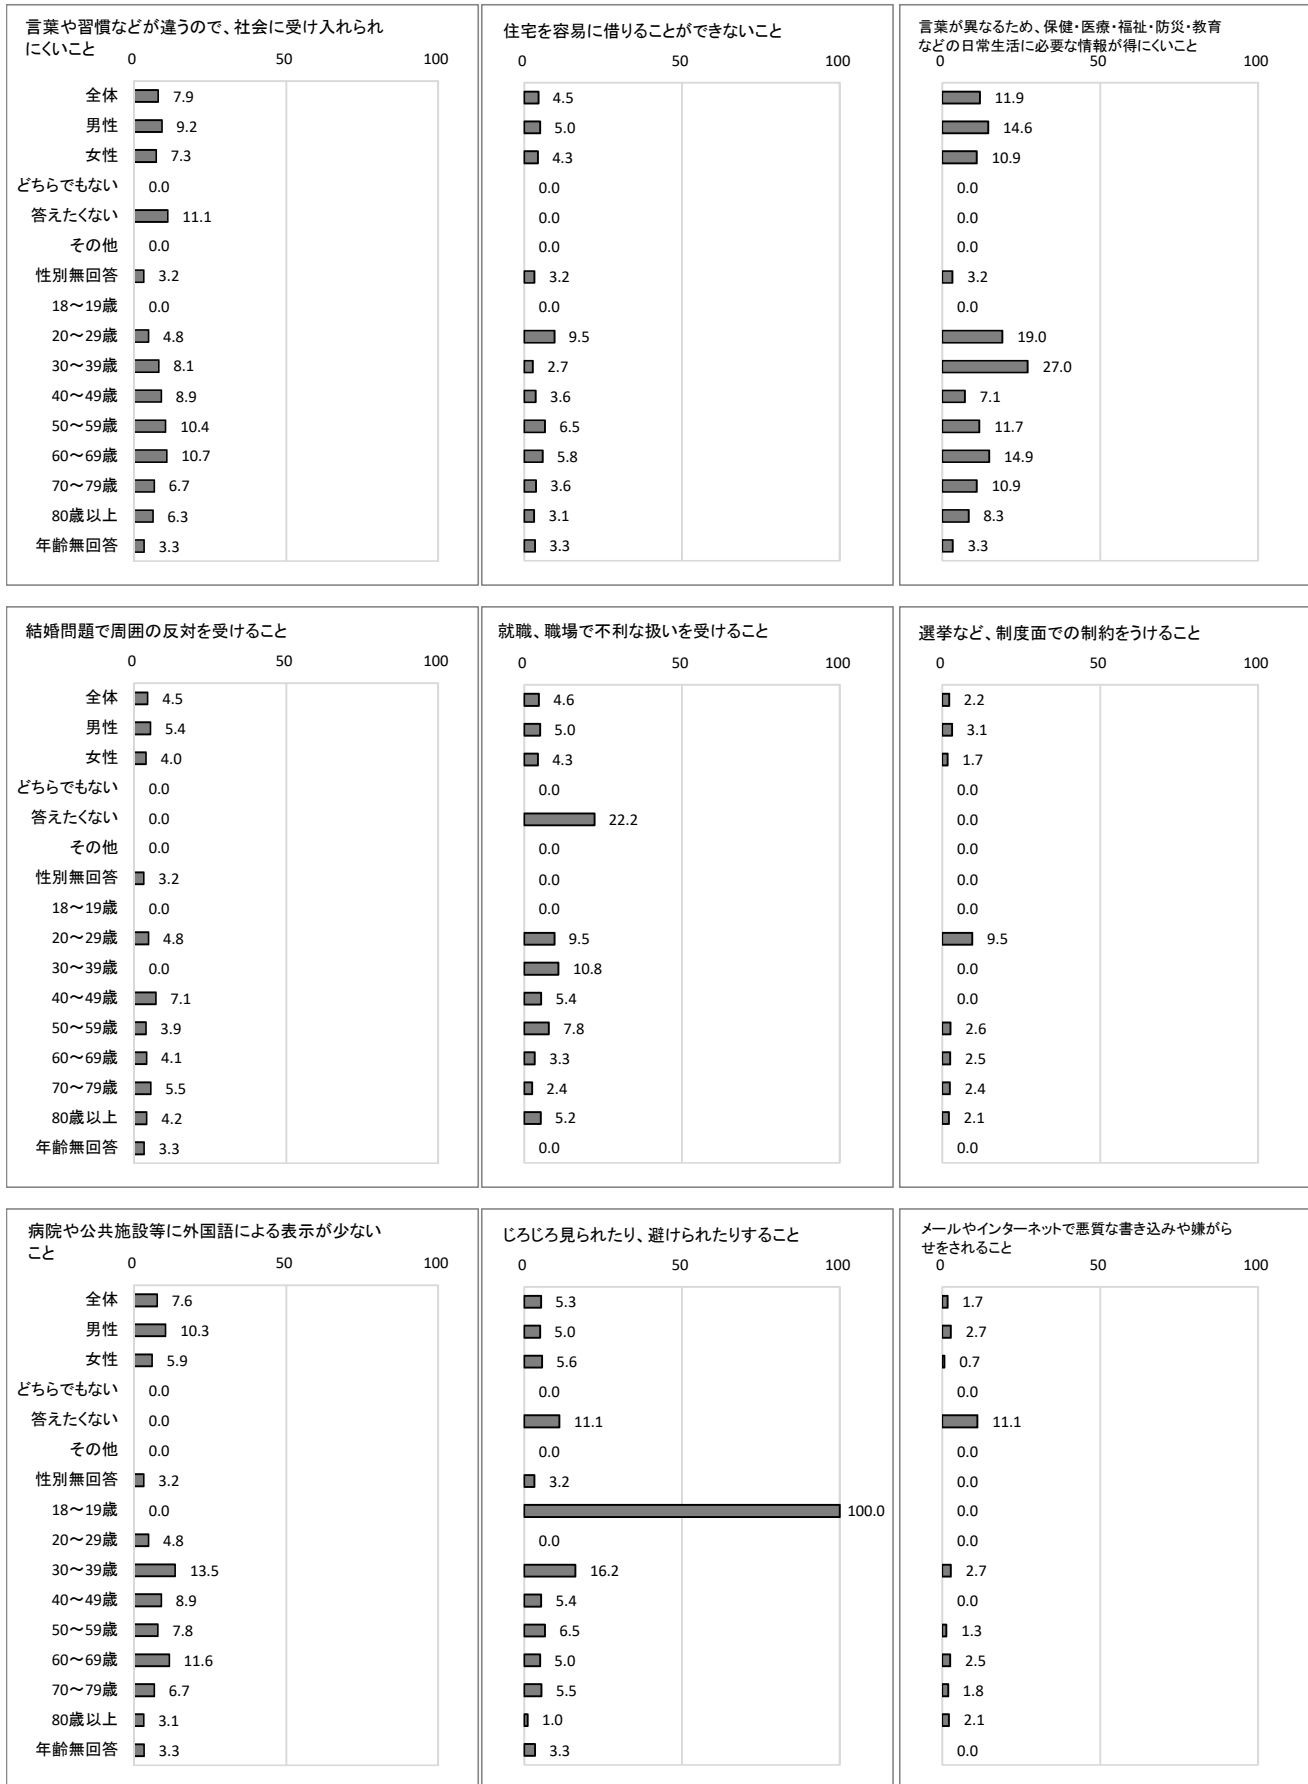 言葉や習慣などが違うので、社会に受け入れられ
にくいこと
0 50 100
全体 7.9
男性 9.2
女性 7.3
どちらでもない 0.0
答えたくない 11.1
その他 0.0
性別無回答 3.2
18～19歳 0.0
20～29歳 4.8
30～39歳 8.1
40～49歳 8.9
50～59歳 10.4
60～69歳 10.7
70～79歳 6.7
80歳以上 6.3
年齢無回答 3.3
住宅を容易に借りることができないこと
0 50 100
4.5
5.0
4.3
0.0
0.0
0.0
3.2
0.0
9.5
2.7
3.6
6.5
5.8
3.6
3.1
3.3
言葉が異なるため、保健・医療・福祉・防災・教育
などの日常生活に必要な情報が得にくいこと
0 50 100
11.9
14.6
10.9
0.0
0.0
0.0
3.2
0.0
19.0
27.0
7.1
11.7
14.9
10.9
8.3
3.3
結婚問題で周囲の反対を受けること
0 50 100
全体 4.5
男性 5.4
女性 4.0
どちらでもない 0.0
答えたくない 0.0
その他 0.0
性別無回答 3.2
18～19歳 0.0
20～29歳 4.8
30～39歳 0.0
40～49歳 7.1
50～59歳 3.9
60～69歳 4.1
70～79歳 5.5
80歳以上 4.2
年齢無回答 3.3
就職、職場で不利な扱いを受けること
0 50 100
4.6
5.0
4.3
0.0
22.2
0.0
0.0
0.0
9.5
10.8
5.4
7.8
3.3
2.4
5.2
0.0
選挙など、制度面での制約をうけること
0 50 100
2.2
3.1
1.7
0.0
0.0
0.0
0.0
0.0
9.5
0.0
0.0
2.6
2.5
2.4
2.1
0.0
病院や公共施設等に外国語による表示が少ない
こと
0 50 100
全体 7.6
男性 10.3
女性 5.9
どちらでもない 0.0
答えたくない 0.0
その他 0.0
性別無回答 3.2
18～19歳 0.0
20～29歳 4.8
30～39歳 13.5
40～49歳 8.9
50～59歳 7.8
60～69歳 11.6
70～79歳 6.7
80歳以上 3.1
年齢無回答 3.3
じろじろ見られたり、避けられたりすること
0 50 100
5.3
5.0
5.6
0.0
11.1
0.0
3.2
100.0
0.0
16.2
5.4
6.5
5.0
5.5
1.0
3.3
メールやインターネットで悪質な書き込みや嫌がら
せをされること
0 50 100
1.7
2.7
0.7
0.0
11.1
0.0
0.0
0.0
0.0
2.7
0.0
1.3
2.5
1.8
2.1
0.0